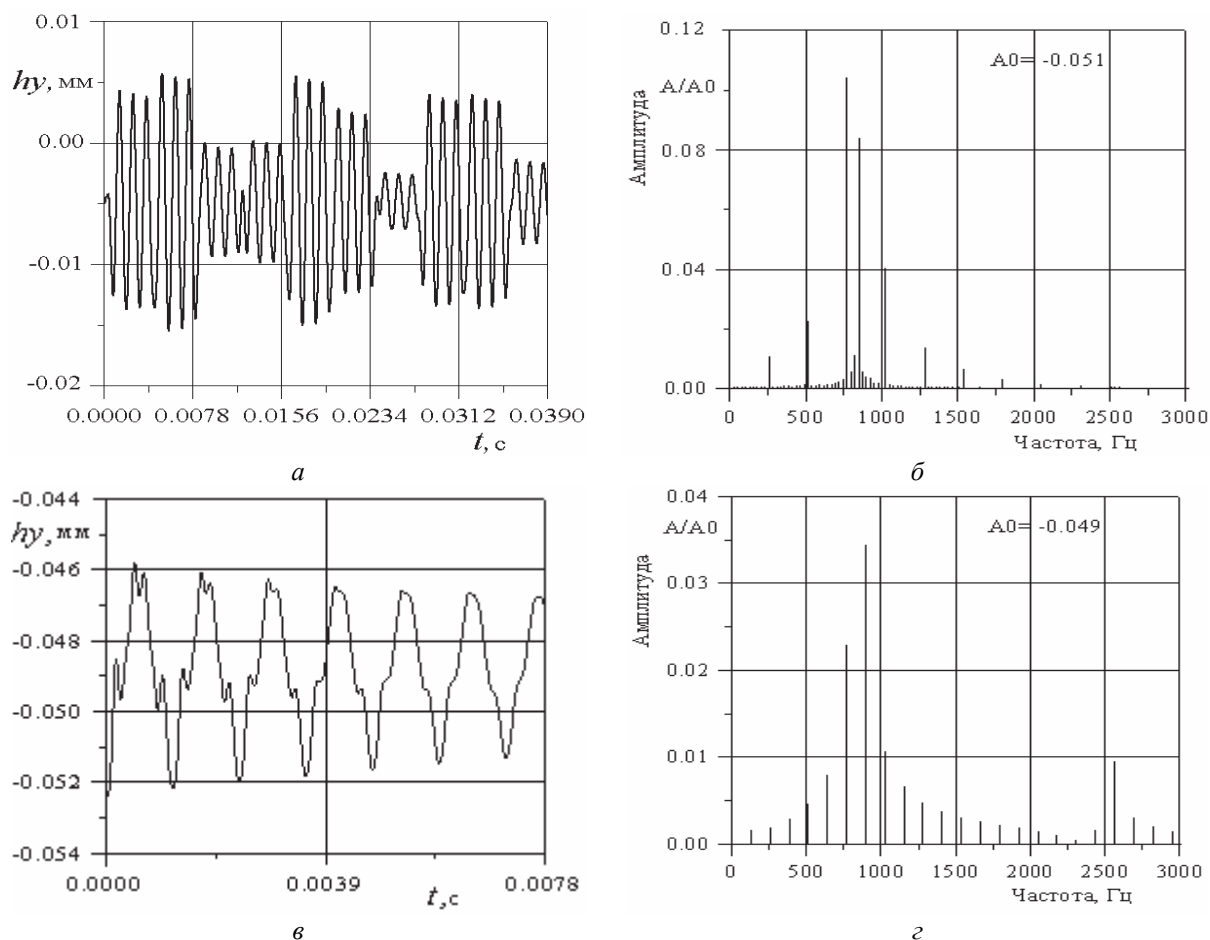 0.01
hy, мм
0.00
-0.01
-0.02
0.0000 0.0078 0.0156 0.0234 0.0312 0.0390
t, с
а
0.12
A0= -0.051
A/A0
Амплитуда
0.08
0.04
0.00
0 500 1000 1500 2000 2500 3000
Частота, Гц
б
-0.044
hy, мм
-0.046
-0.048
-0.050
-0.052
-0.054
0.0000 0.0039 0.0078
t,с
в
0.04
A0= -0.049
A/A0
Амплитуда
0.03
0.02
0.01
0.00
0 500 1000 1500 2000 2500 3000
Частота, Гц
г